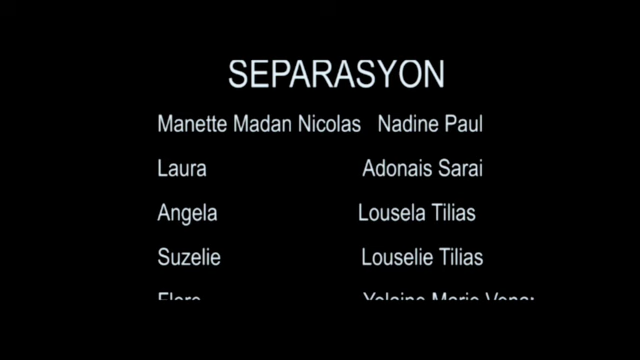 SEPARASYON
Manette Madan Nicolas Nadine Paul
Laura Adonais Sarai
Angela Lousela Tilias
Suzelie Louselie Tilias